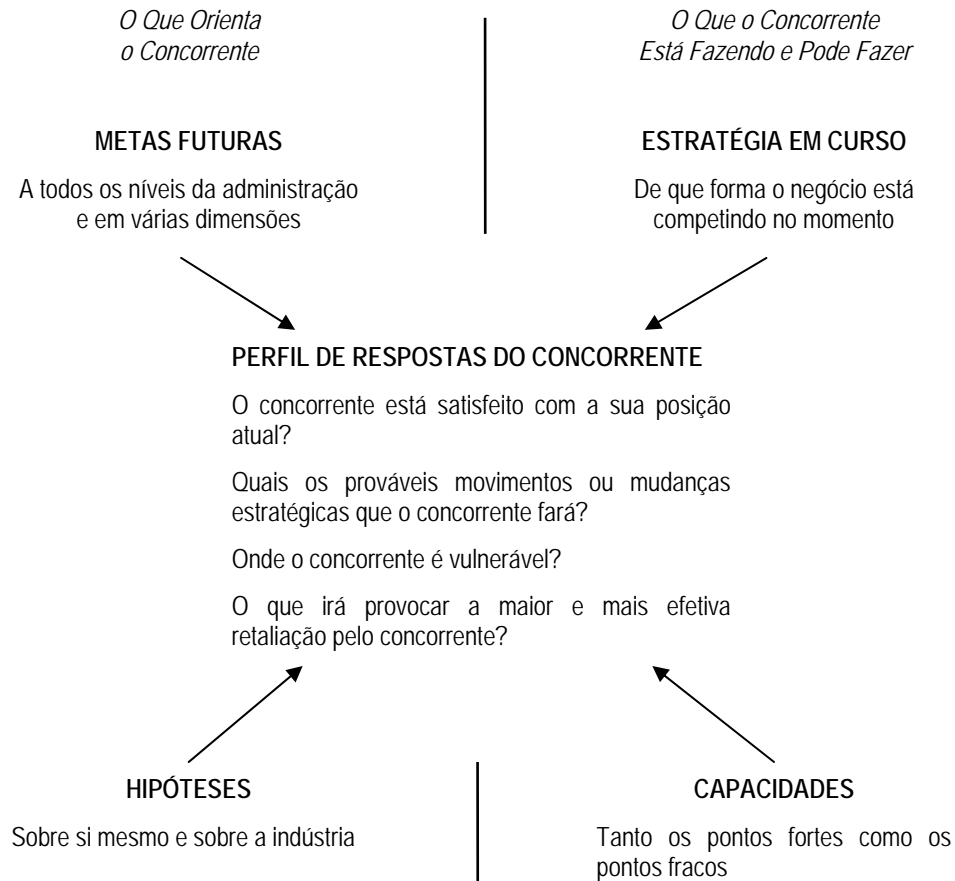 O Que Orienta
o Concorrente
O Que o Concorrente
Está Fazendo e Pode Fazer
METAS FUTURAS
A todos os níveis da administração
e em várias dimensões
ESTRATÉGIA EM CURSO
De que forma o negócio está
competindo no momento
PERFIL DE RESPOSTAS DO CONCORRENTE
O concorrente está satisfeito com a sua posição
atual?
Quais os prováveis movimentos ou mudanças
estratégicas que o concorrente fará?
Onde o concorrente é vulnerável?
O que irá provocar a maior e mais efetiva
retaliação pelo concorrente?
HIPÓTESES
Sobre si mesmo e sobre a indústria
CAPACIDADES
Tanto os pontos fortes como os
pontos fracos